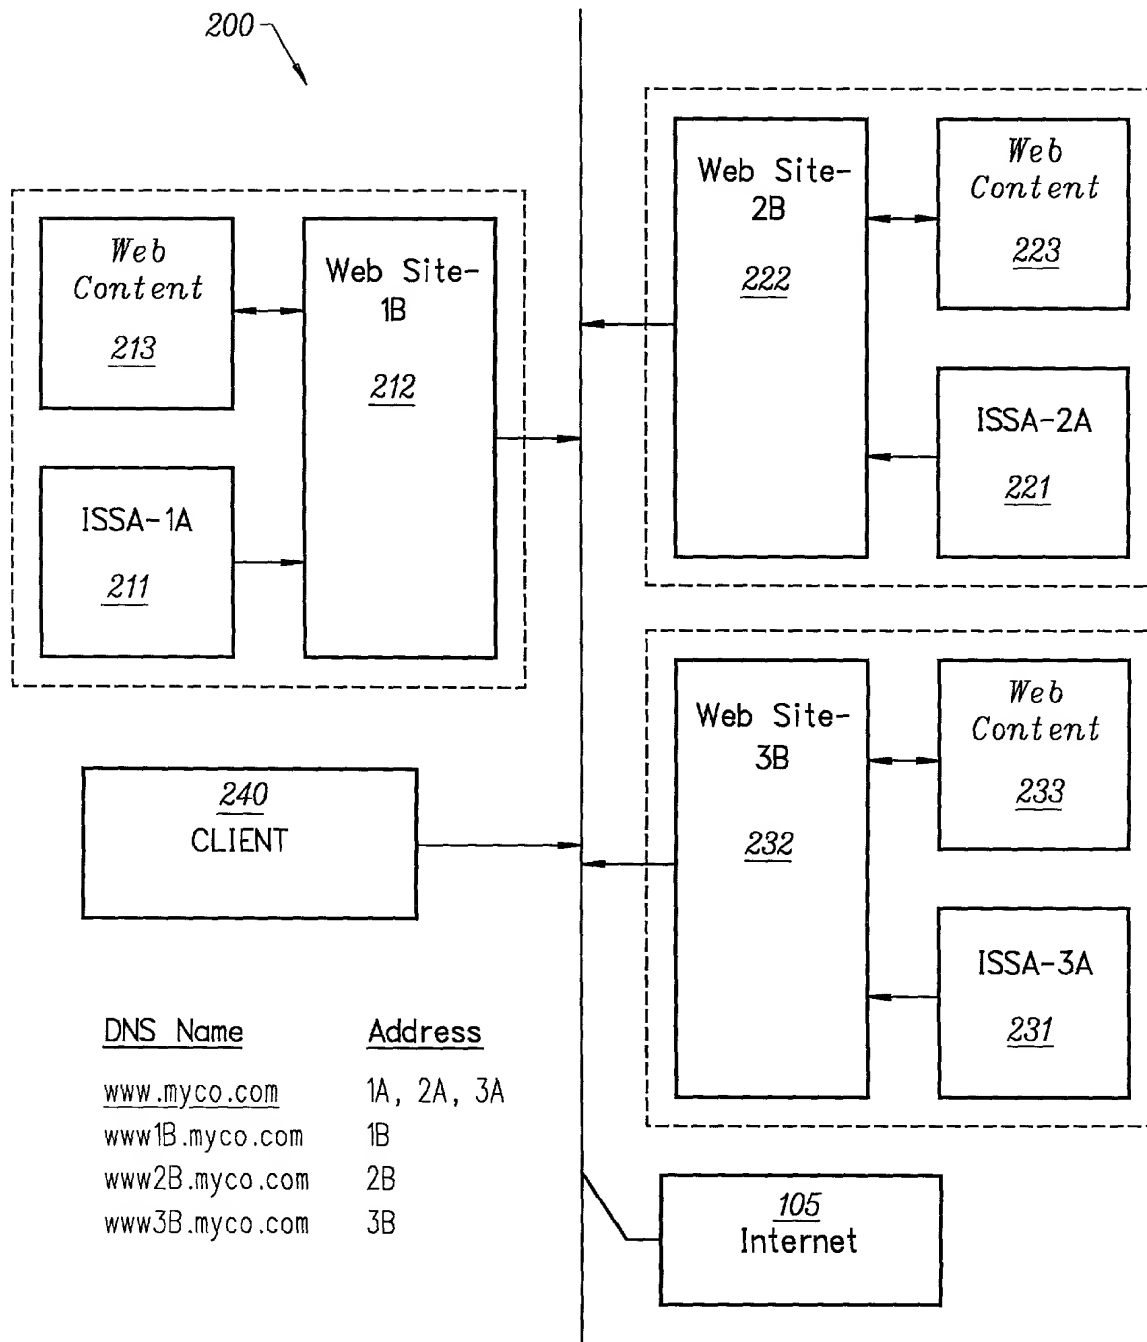 200
Web
Content
213
Web Site-
1B
212
ISSA-1A
211
Web Site-
2B
222
Web
Content
223
ISSA-2A
221
Web Site-
3B
232
Web
Content
233
ISSA-3A
231
240
CLIENT
DNS Name Address
www.myco.com 1A, 2A, 3A
www1B.myco.com 1B
www2B.myco.com 2B
www3B.myco.com 3B
105
Internet